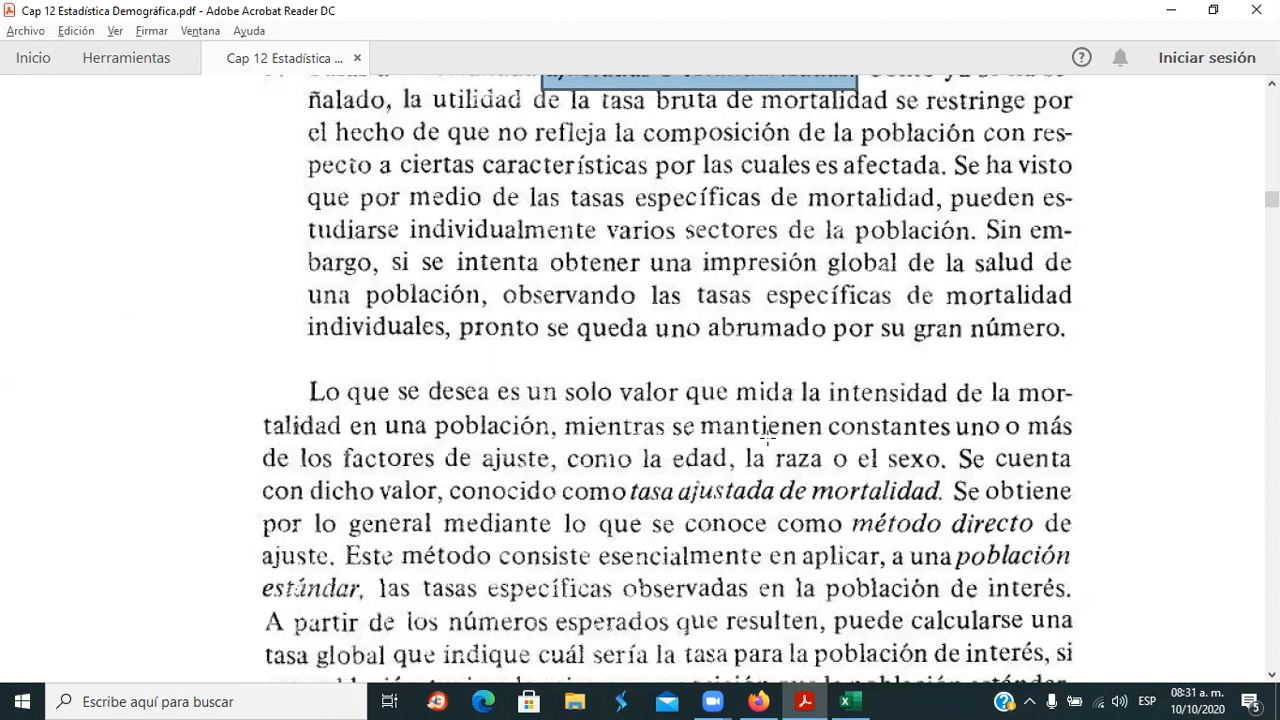 Cap 12 Estadística Demográfica.pdf - Adobe Acrobat Reader DC
Archivo Edición Ver Firmar Ventana Ayuda
Inicio Herramientas Cap 12 Estadística ... × Iniciar sesión
ñalado, la utilidad de la tasa bruta de mortalidad se restringe por
el hecho de que no refleja la composición de la población con res-
pecto a ciertas características por las cuales es afectada. Se ha visto
que por medio de las tasas específicas de mortalidad, pueden es-
tudiarse individualmente varios sectores de la población. Sin em-
bargo, si se intenta obtener una impresión global de la salud de
una población, observando las tasas específicas de mortalidad
individuales, pronto se queda uno abrumado por su gran número.
Lo que se desea es un solo valor que mida la intensidad de la mor-
talidad en una población, mientras se mantienen constantes uno o más
de los factores de ajuste, como la edad, la raza o el sexo. Se cuenta
con dicho valor, conocido como tasa ajustada de mortalidad. Se obtiene
por lo general mediante lo que se conoce como método directo de
ajuste. Este método consiste esencialmente en aplicar, a una población
estándar, las tasas específicas observadas en la población de interés.
A partir de los números esperados que resulten, puede calcularse una
tasa global que indique cuál sería la tasa para la población de interés, si
Escribe aquí para buscar
ESP
08:31 a. m.
10/10/2020
5